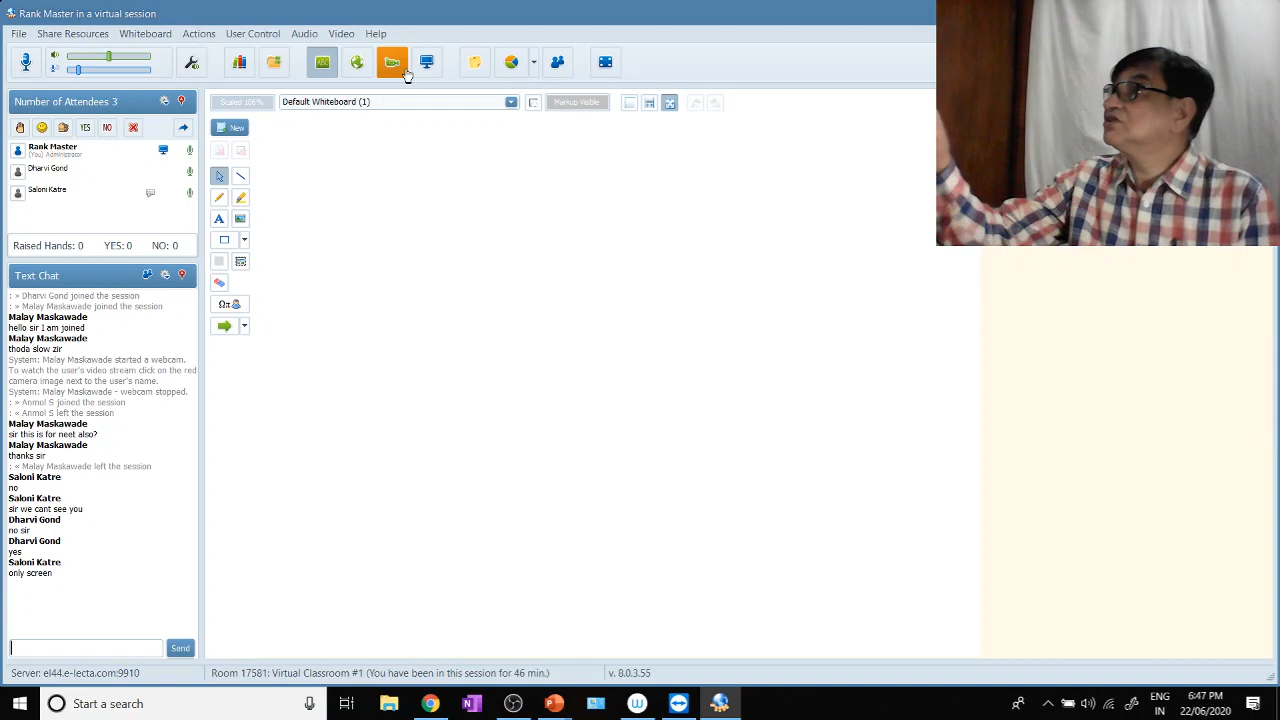 Rank Master in a virtual session
File Share Resources Whiteboard Actions User Control Audio Video Help
Number of Attendees 3
Scaled 106% Default Whiteboard (1) Markup Visible
YES NO
New
Rank Master
(You) Administrator
Dharvi Gond
Saloni Katre
A
Raised Hands: 0 YES: 0 NO: 0
Text Chat
: » Dharvi Gond joined the session
: » Malay Maskawade joined the session
Malay Maskawade
hello sir I am joined
Malay Maskawade
thoda slow zir
System: Malay Maskawade started a webcam.
To watch the user's video stream click on the red
camera image next to the user's name.
System: Malay Maskawade - webcam stopped.
: » Anmol S joined the session
: « Anmol S left the session
Malay Maskawade
sir this is for neet also?
Malay Maskawade
thanks sir
: « Malay Maskawade left the session
Saloni Katre
no
Saloni Katre
sir we cant see you
Dharvi Gond
no sir
Dharvi Gond
yes
Saloni Katre
only screen
Ωπ
Send
Server: el44.e-lecta.com:9910 Room 17581: Virtual Classroom #1 (You have been in this session for 46 min.) v. 8.0.3.55
Start a search
ENG
IN
6:47 PM
22/06/2020